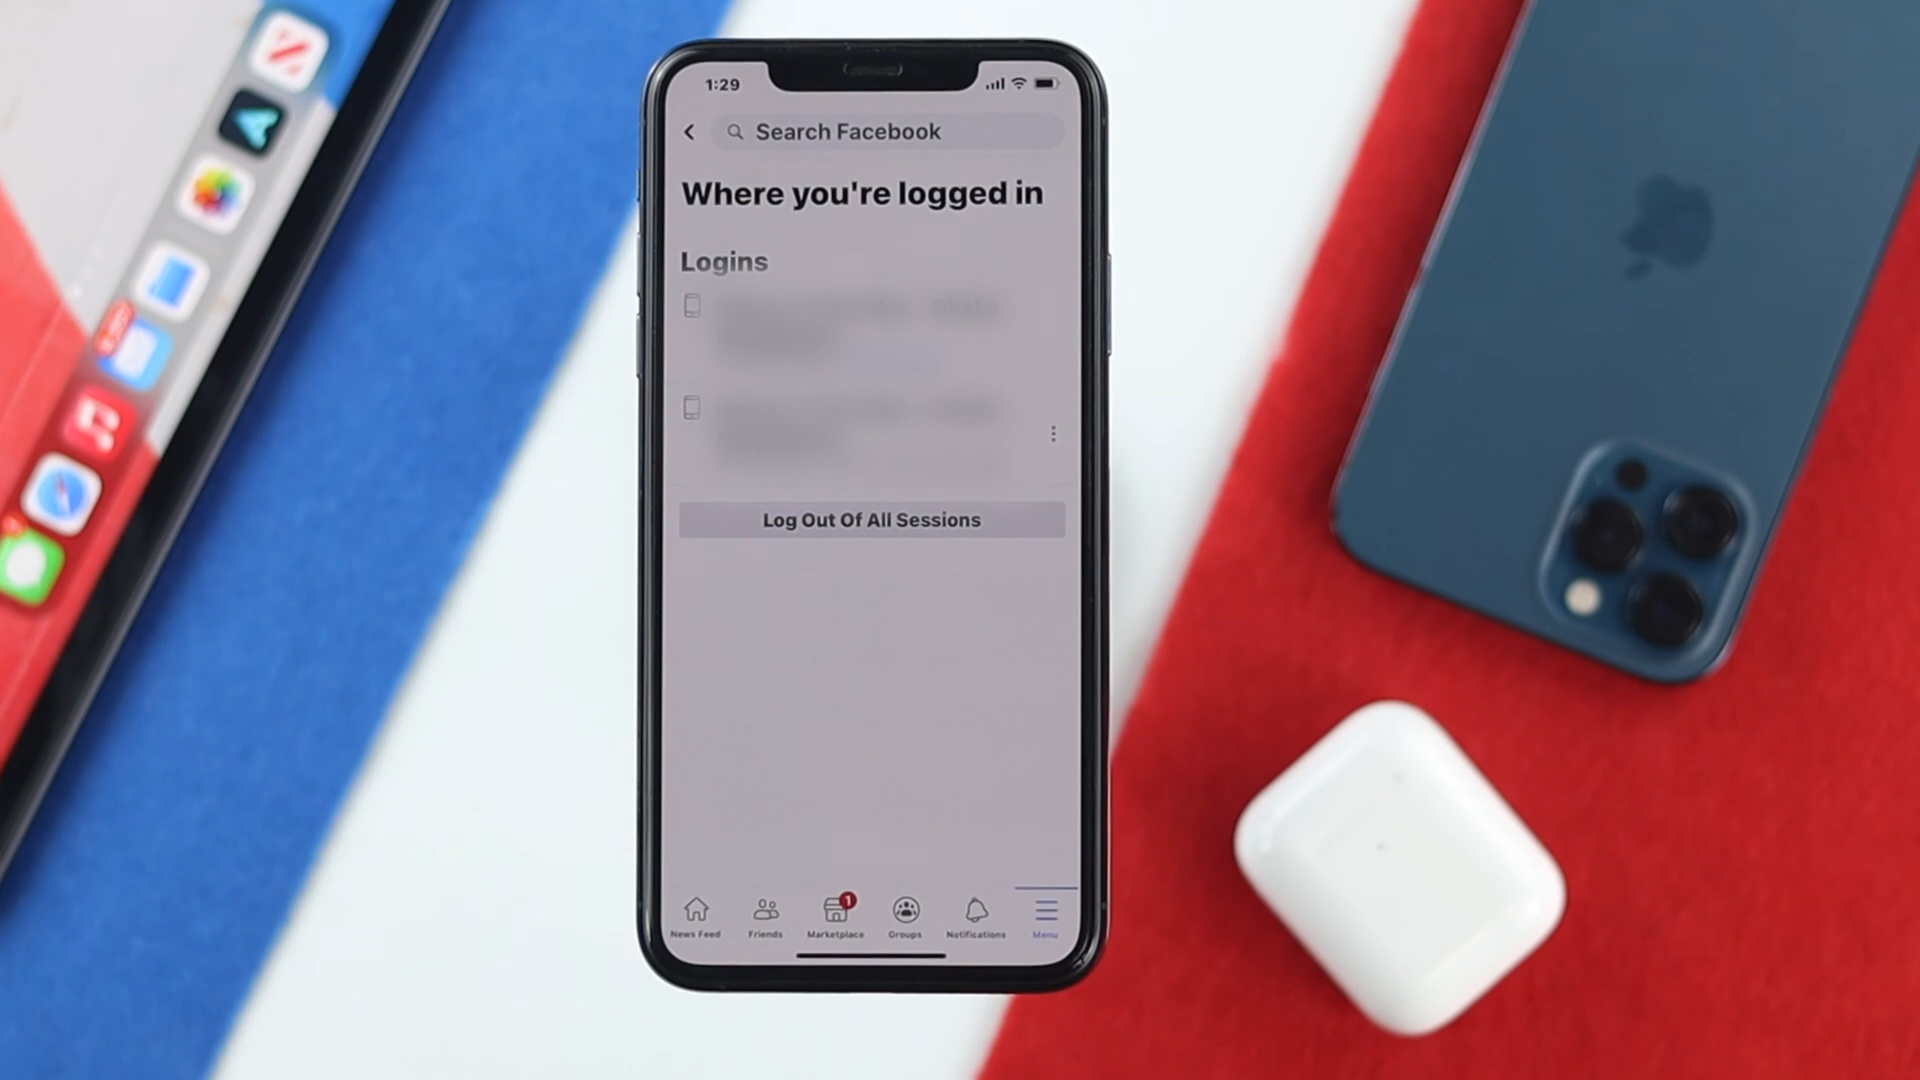 1:29
Search Facebook
Where you're logged in
Logins
Log Out Of All Sessions
1
News Feed
Friends
Marketplace
Groups
Notifications
Menu